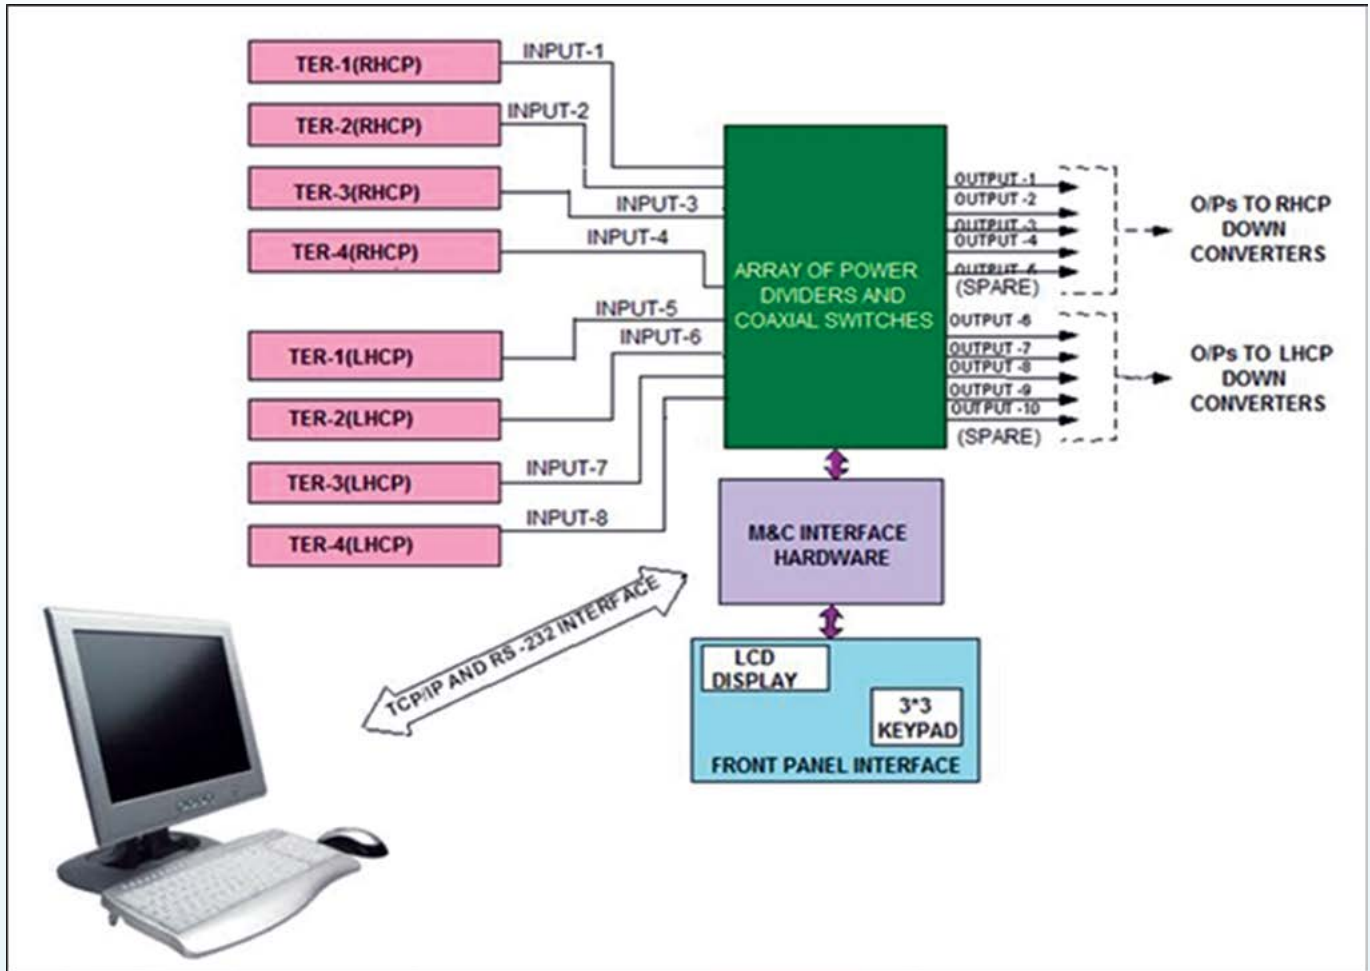 TER-1(RHCP)
INPUT-1
TER-2(RHCP)
INPUT-2
TER-3(RHCP)
INPUT-3
TER-4(RHCP)
INPUT-4
TER-1(LHCP)
INPUT-5
TER-2(LHCP)
INPUT-6
TER-3(LHCP)
INPUT-7
TER-4(LHCP)
INPUT-8
ARRAY OF POWER
DIVIDERS AND
COAXIAL SWITCHES
OUTPUT -1
OUTPUT -2
OUTPUT -3
OUTPUT -4
OUTPUT -5
(SPARE)
OUTPUT -6
OUTPUT -7
OUTPUT -8
OUTPUT -9
OUTPUT -10
(SPARE)
O/Ps TO RHCP
DOWN
CONVERTERS
O/Ps TO LHCP
DOWN
CONVERTERS
M&C INTERFACE
HARDWARE
TCP/IP AND RS -232 INTERFACE
LCD
DISPLAY
3*3
KEYPAD
FRONT PANEL INTERFACE